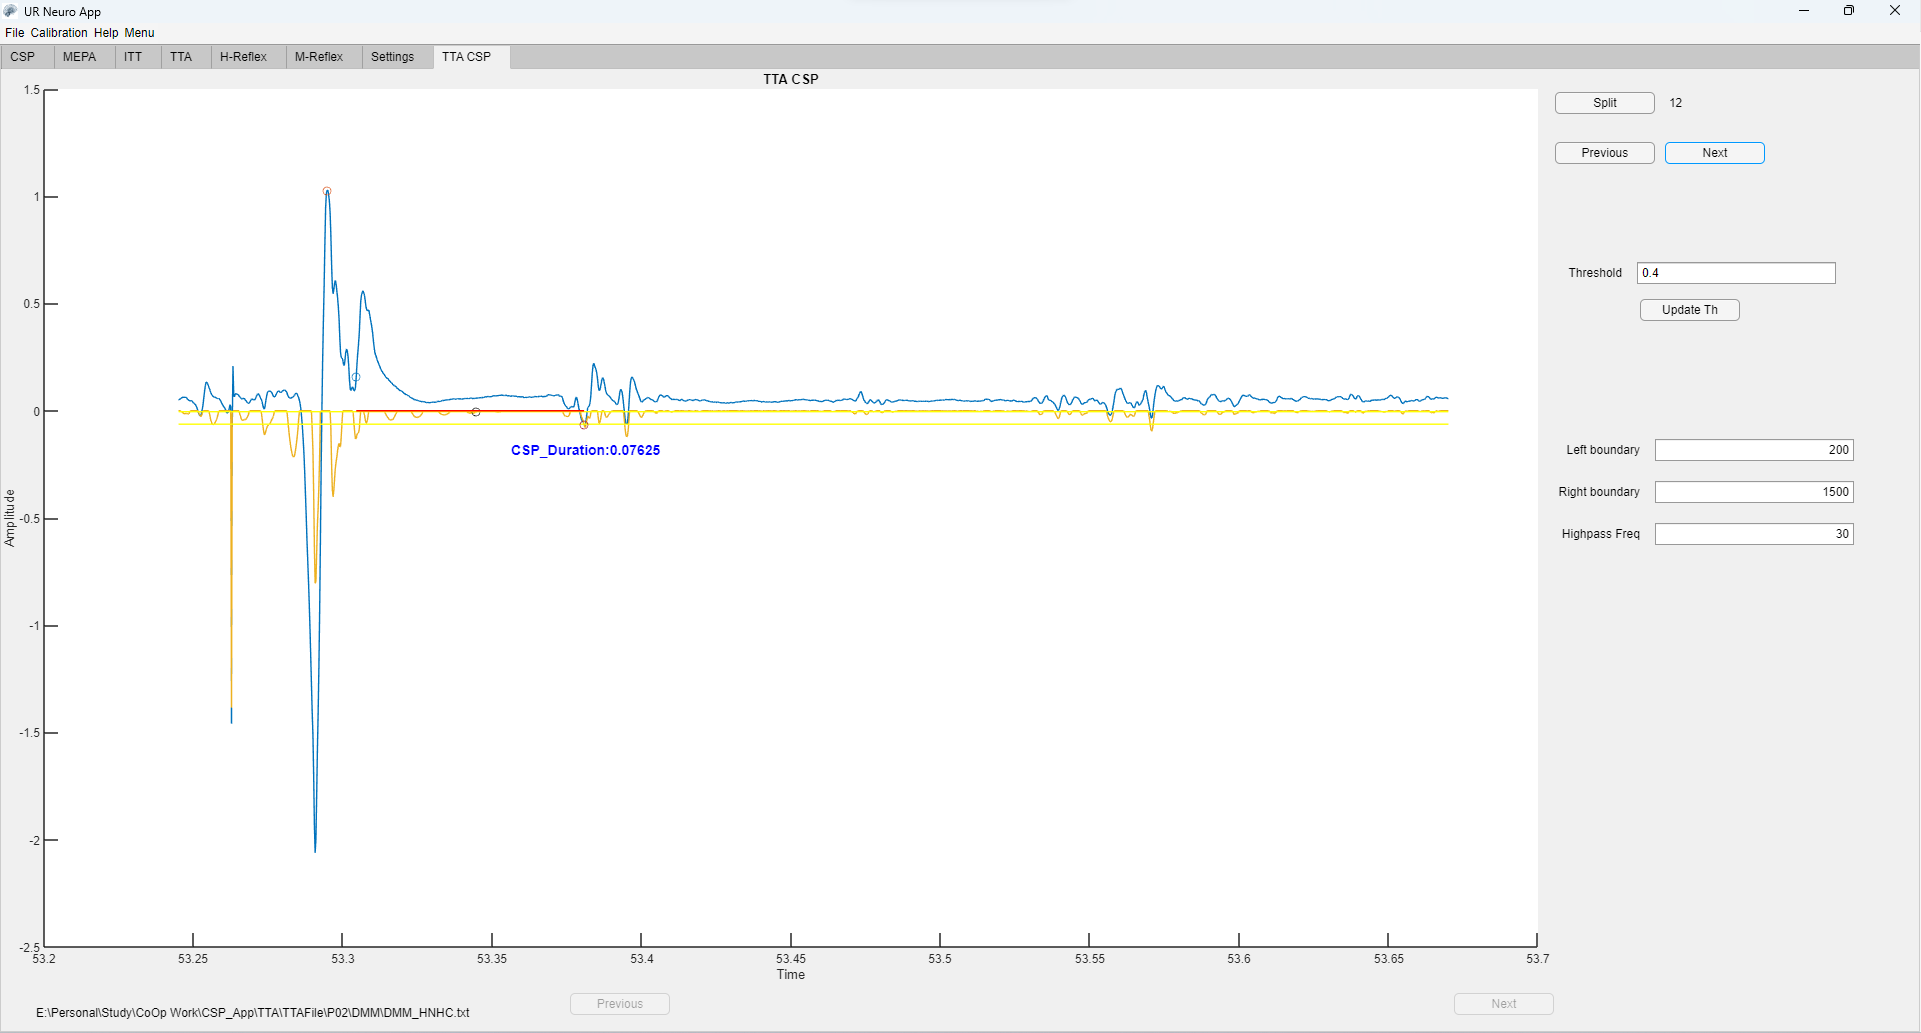 UR Neuro App
File Calibration Help Menu
CSP MEPA ITT TTA H-Reflex M-Reflex Settings TTA CSP
TTA CSP
Split 12
Previous Next
Threshold 0.4
Update Th
Left boundary 200
Right boundary 1500
Highpass Freq 30
1.5
1
0.5
0
-0.5
-1
-1.5
-2
-2.5
Amplitude
CSP_Duration:0.07625
53.2 53.25 53.3 53.35 53.4 53.45 53.5 53.55 53.6 53.65 53.7
Time
Previous Next
E:\Personal\Study\CoOp Work\CSP_App\TTA\TTAFile\P02\DMM\DMM_HNHC.txt